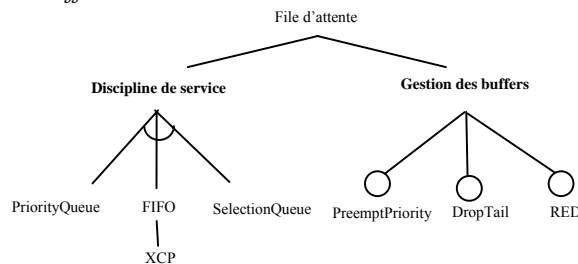 File d'attente
Discipline de service
Gestion des buffers
PriorityQueue
FIFO
SelectionQueue
PreemptPriority
DropTail
RED
XCP